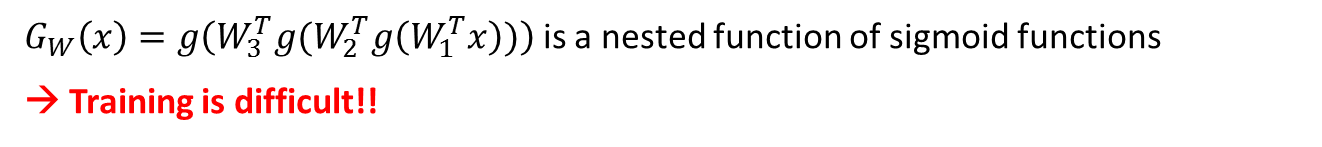 G_W(x) = g(W_3^T g(W_2^T g(W_1^T x))) is a nested function of sigmoid functions
→ Training is difficult!!